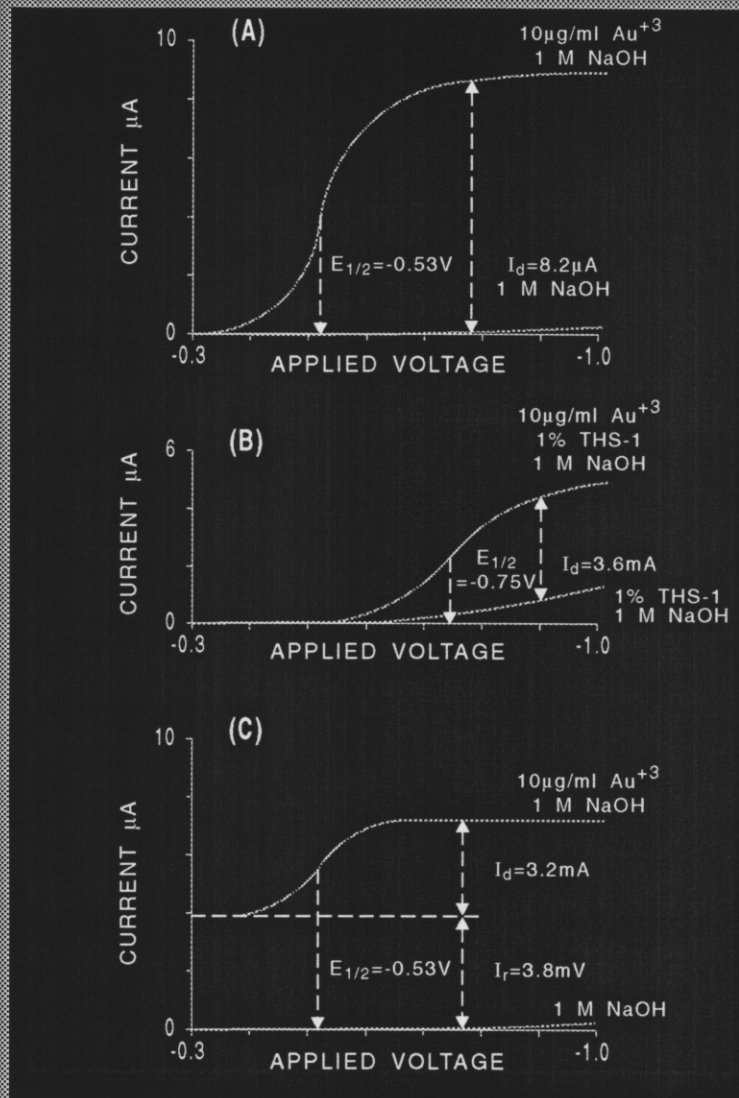 (A)
10µg/ml Au+3
1 M NaOH
10
CURRENT µA
E1/2=-0.53V
Id=8.2µA
1 M NaOH
0
-0.3
-1.0
APPLIED VOLTAGE
10µg/ml Au+3
1% THS-1
1 M NaOH
(B)
6
CURRENT µA
E1/2
=-0.75V
Id=3.6mA
1% THS-1
1 M NaOH
0
-0.3
-1.0
APPLIED VOLTAGE
(C)
10
10µg/ml Au+3
1 M NaOH
CURRENT µA
Id=3.2mA
E1/2=-0.53V
Ir=3.8mV
1 M NaOH
0
-0.3
-1.0
APPLIED VOLTAGE